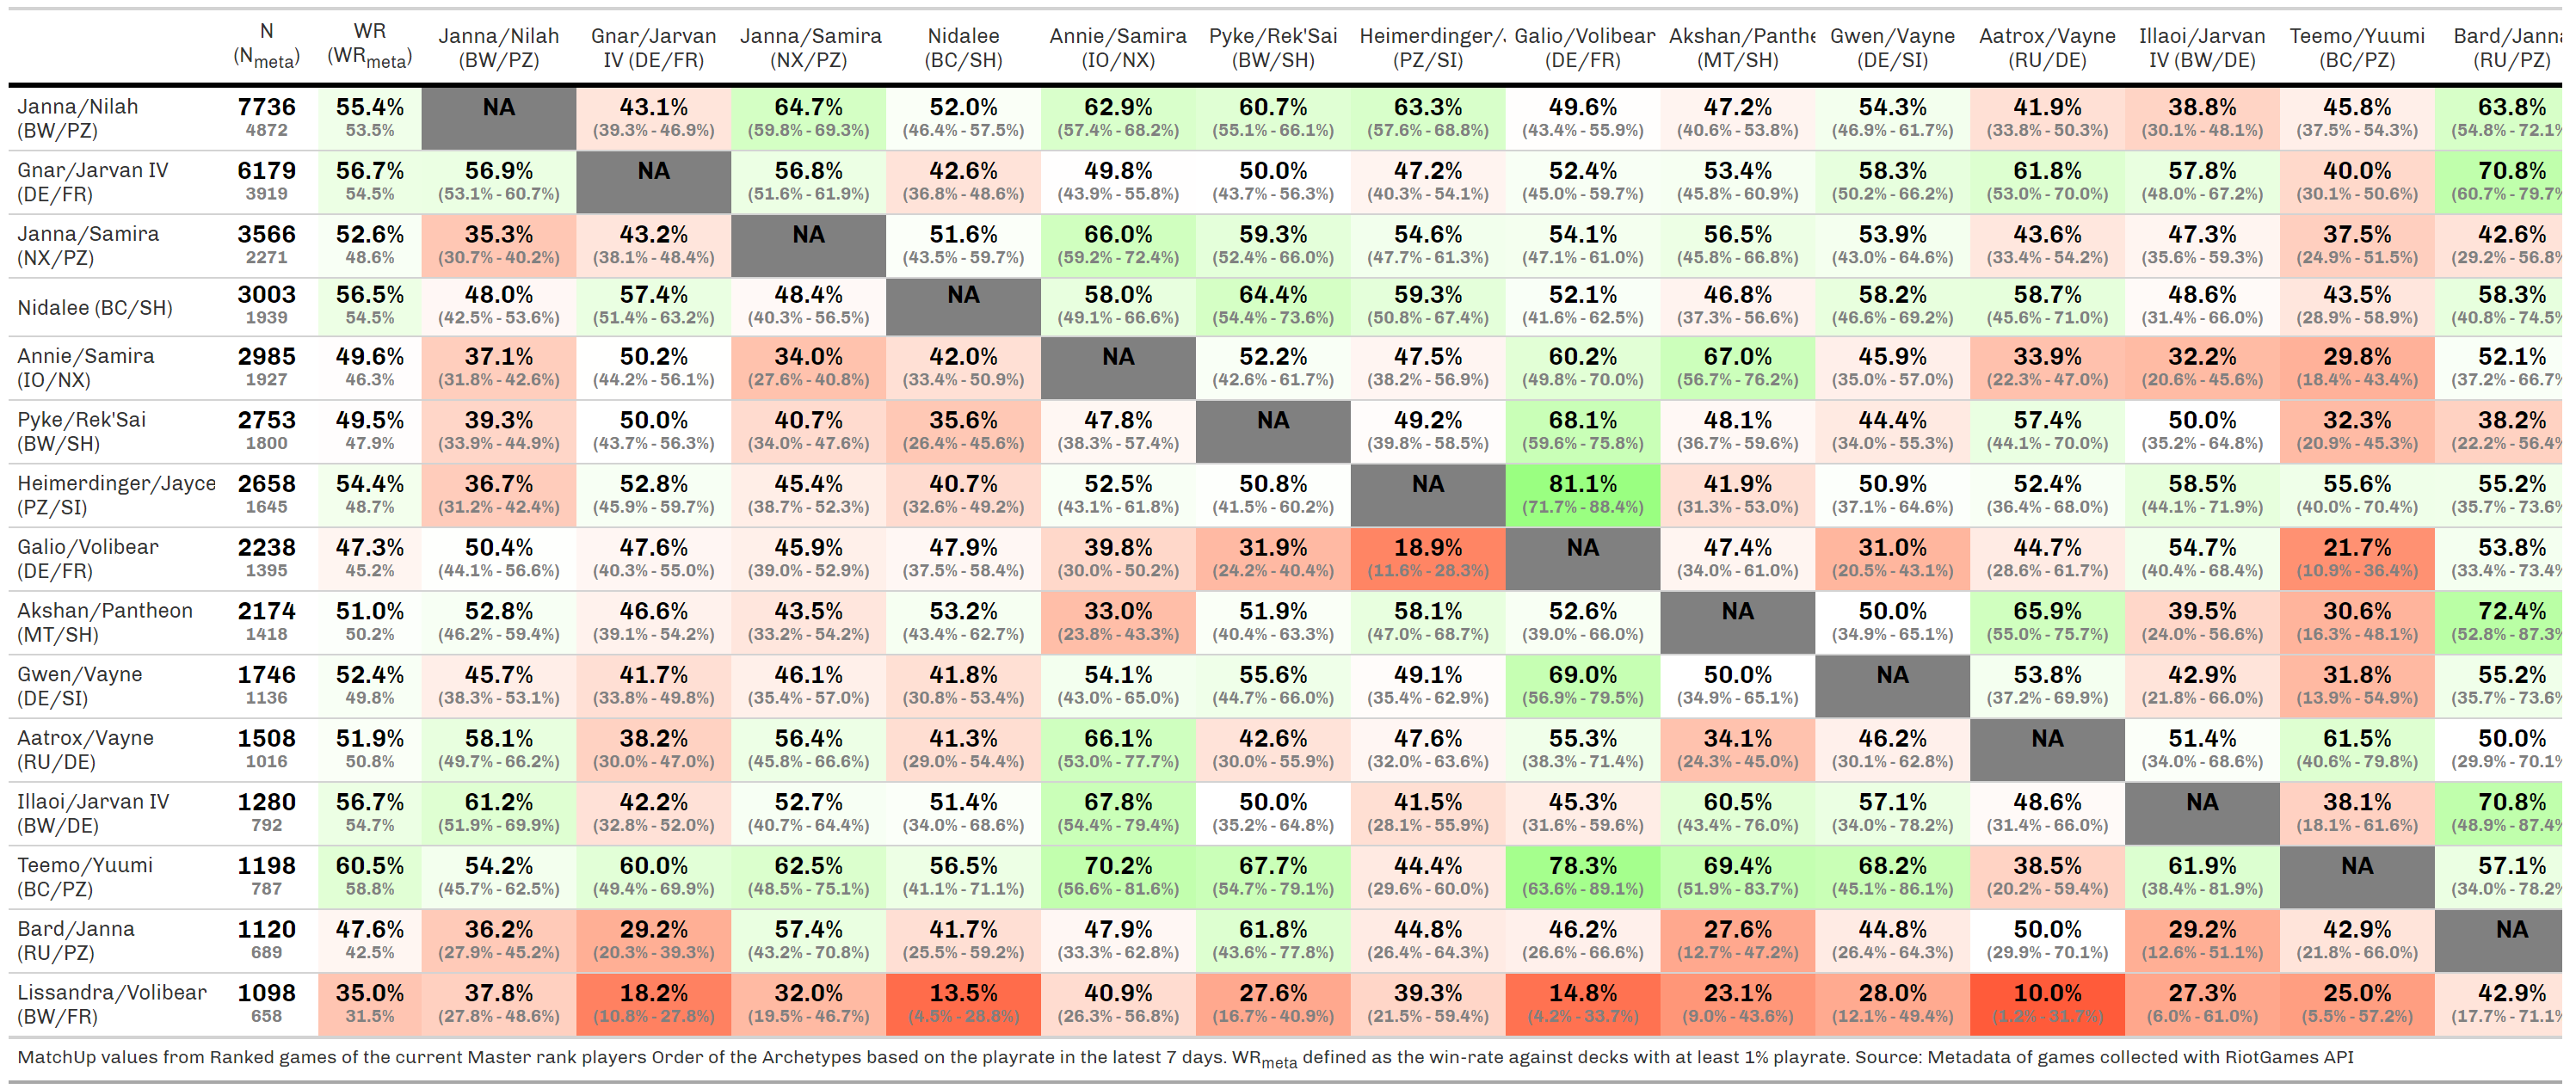 N WR Janna/Nilah Gnar/Jarvan Janna/Samira Nidalee Annie/Samira Pyke/Rek'Sai Heimerdinger/ Galio/Volibear Akshan/Panthe Gwen/Vayne Aatrox/Vayne Illaoi/Jarvan Teemo/Yuumi Bard/Janna
(Nmeta) (WRmeta) (BW/PZ) IV (DE/FR) (NX/PZ) (BC/SH) (IO/NX) (BW/SH) (PZ/SI) (DE/FR) (MT/SH) (DE/SI) (RU/DE) IV (BW/DE) (BC/PZ) (RU/PZ)
Janna/Nilah 7736 55.4% NA 43.1% 64.7% 52.0% 62.9% 60.7% 63.3% 49.6% 47.2% 54.3% 41.9% 38.8% 45.8% 63.8%
(BW/PZ) 4872 53.5% (39.3% - 46.9%) (59.8% - 69.3%) (46.4% - 57.5%) (57.4% - 68.2%) (55.1% - 66.1%) (57.6% - 68.8%) (43.4% - 55.9%) (40.6% - 53.8%) (46.9% - 61.7%) (33.8% - 50.3%) (30.1% - 48.1%) (37.5% - 54.3%) (54.8% - 72.1%
Gnar/Jarvan IV 6179 56.7% 56.9% NA 56.8% 42.6% 49.8% 50.0% 47.2% 52.4% 53.4% 58.3% 61.8% 57.8% 40.0% 70.8%
(DE/FR) 3919 54.5% (53.1% - 60.7%) (51.6% - 61.9%) (36.8% - 48.6%) (43.9% - 55.8%) (43.7% - 56.3%) (40.3% - 54.1%) (45.0% - 59.7%) (45.8% - 60.9%) (50.2% - 66.2%) (53.0% - 70.0%) (48.0% - 67.2%) (30.1% - 50.6%) (60.7% - 79.7%
Janna/Samira 3566 52.6% 35.3% 43.2% NA 51.6% 66.0% 59.3% 54.6% 54.1% 56.5% 53.9% 43.6% 47.3% 37.5% 42.6%
(NX/PZ) 2271 48.6% (30.7% - 40.2%) (38.1% - 48.4%) (43.5% - 59.7%) (59.2% - 72.4%) (52.4% - 66.0%) (47.7% - 61.3%) (47.1% - 61.0%) (45.8% - 66.8%) (43.0% - 64.6%) (33.4% - 54.2%) (35.6% - 59.3%) (24.9% - 51.5%) (29.2% - 56.8%
Nidalee (BC/SH) 3003 56.5% 48.0% 57.4% 48.4% NA 58.0% 64.4% 59.3% 52.1% 46.8% 58.2% 58.7% 48.6% 43.5% 58.3%
1939 54.5% (42.5% - 53.6%) (51.4% - 63.2%) (40.3% - 56.5%) (49.1% - 66.6%) (54.4% - 73.6%) (50.8% - 67.4%) (41.6% - 62.5%) (37.3% - 56.6%) (46.6% - 69.2%) (45.6% - 71.0%) (31.4% - 66.0%) (28.9% - 58.9%) (40.8% - 74.5%
Annie/Samira 2985 49.6% 37.1% 50.2% 34.0% 42.0% NA 52.2% 47.5% 60.2% 67.0% 45.9% 33.9% 32.2% 29.8% 52.1%
(IO/NX) 1927 46.3% (31.8% - 42.6%) (44.2% - 56.1%) (27.6% - 40.8%) (33.4% - 50.9%) (42.6% - 61.7%) (38.2% - 56.9%) (49.8% - 70.0%) (56.7% - 76.2%) (35.0% - 57.0%) (22.3% - 47.0%) (20.6% - 45.6%) (18.4% - 43.4%) (37.2% - 66.7%
Pyke/Rek'Sai 2753 49.5% 39.3% 50.0% 40.7% 35.6% 47.8% NA 49.2% 68.1% 48.1% 44.4% 57.4% 50.0% 32.3% 38.2%
(BW/SH) 1800 47.9% (33.9% - 44.9%) (43.7% - 56.3%) (34.0% - 47.6%) (26.4% - 45.6%) (38.3% - 57.4%) (39.8% - 58.5%) (59.6% - 75.8%) (36.7% - 59.6%) (34.0% - 55.3%) (44.1% - 70.0%) (35.2% - 64.8%) (20.9% - 45.3%) (22.2% - 56.4%
Heimerdinger/Jayce 2658 54.4% 36.7% 52.8% 45.4% 40.7% 52.5% 50.8% NA 81.1% 41.9% 50.9% 52.4% 58.5% 55.6% 55.2%
(PZ/SI) 1645 48.7% (31.2% - 42.4%) (45.9% - 59.7%) (38.7% - 52.3%) (32.6% - 49.2%) (43.1% - 61.8%) (41.5% - 60.2%) (71.7% - 88.4%) (31.3% - 53.0%) (37.1% - 64.6%) (36.4% - 68.0%) (44.1% - 71.9%) (40.0% - 70.4%) (35.7% - 73.6%
Galio/Volibear 2238 47.3% 50.4% 47.6% 45.9% 47.9% 39.8% 31.9% 18.9% NA 47.4% 31.0% 44.7% 54.7% 21.7% 53.8%
(DE/FR) 1395 45.2% (44.1% - 56.6%) (40.3% - 55.0%) (39.0% - 52.9%) (37.5% - 58.4%) (30.0% - 50.2%) (24.2% - 40.4%) (11.6% - 28.3%) (34.0% - 61.0%) (20.5% - 43.1%) (28.6% - 61.7%) (40.4% - 68.4%) (10.9% - 36.4%) (33.4% - 73.4%
Akshan/Pantheon 2174 51.0% 52.8% 46.6% 43.5% 53.2% 33.0% 51.9% 58.1% 52.6% NA 50.0% 65.9% 39.5% 30.6% 72.4%
(MT/SH) 1418 50.2% (46.2% - 59.4%) (39.1% - 54.2%) (33.2% - 54.2%) (43.4% - 62.7%) (23.8% - 43.3%) (40.4% - 63.3%) (47.0% - 68.7%) (39.0% - 66.0%) (34.9% - 65.1%) (55.0% - 75.7%) (24.0% - 56.6%) (16.3% - 48.1%) (52.8% - 87.3%
Gwen/Vayne 1746 52.4% 45.7% 41.7% 46.1% 41.8% 54.1% 55.6% 49.1% 69.0% 50.0% NA 53.8% 42.9% 31.8% 55.2%
(DE/SI) 1136 49.8% (38.3% - 53.1%) (33.8% - 49.8%) (35.4% - 57.0%) (30.8% - 53.4%) (43.0% - 65.0%) (44.7% - 66.0%) (35.4% - 62.9%) (56.9% - 79.5%) (34.9% - 65.1%) (37.2% - 69.9%) (21.8% - 66.0%) (13.9% - 54.9%) (35.7% - 73.6%
Aatrox/Vayne 1508 51.9% 58.1% 38.2% 56.4% 41.3% 66.1% 42.6% 47.6% 55.3% 34.1% 46.2% NA 51.4% 61.5% 50.0%
(RU/DE) 1016 50.8% (49.7% - 66.2%) (30.0% - 47.0%) (45.8% - 66.6%) (29.0% - 54.4%) (53.0% - 77.7%) (30.0% - 55.9%) (32.0% - 63.6%) (38.3% - 71.4%) (24.3% - 45.0%) (30.1% - 62.8%) (34.0% - 68.6%) (40.6% - 79.8%) (29.9% - 70.1%
Illaoi/Jarvan IV 1280 56.7% 61.2% 42.2% 52.7% 51.4% 67.8% 50.0% 41.5% 45.3% 60.5% 57.1% 48.6% NA 38.1% 70.8%
(BW/DE) 792 54.7% (51.9% - 69.9%) (32.8% - 52.0%) (40.7% - 64.4%) (34.0% - 68.6%) (54.4% - 79.4%) (35.2% - 64.8%) (28.1% - 55.9%) (31.6% - 59.6%) (43.4% - 76.0%) (34.0% - 78.2%) (31.4% - 66.0%) (18.1% - 61.6%) (48.9% - 87.4%
Teemo/Yuumi 1198 60.5% 54.2% 60.0% 62.5% 56.5% 70.2% 67.7% 44.4% 78.3% 69.4% 68.2% 38.5% 61.9% NA 57.1%
(BC/PZ) 787 58.8% (45.7% - 62.5%) (49.4% - 69.9%) (48.5% - 75.1%) (41.1% - 71.1%) (56.6% - 81.6%) (54.7% - 79.1%) (29.6% - 60.0%) (63.6% - 89.1%) (51.9% - 83.7%) (45.1% - 86.1%) (20.2% - 59.4%) (38.4% - 81.9%) (34.0% - 78.2%
Bard/Janna 1120 47.6% 36.2% 29.2% 57.4% 41.7% 47.9% 61.8% 44.8% 46.2% 27.6% 44.8% 50.0% 29.2% 42.9% NA
(RU/PZ) 689 42.5% (27.9% - 45.2%) (20.3% - 39.3%) (43.2% - 70.8%) (25.5% - 59.2%) (33.3% - 62.8%) (43.6% - 77.8%) (26.4% - 64.3%) (26.6% - 66.6%) (12.7% - 47.2%) (26.4% - 64.3%) (29.9% - 70.1%) (12.6% - 51.1%) (21.8% - 66.0%)
Lissandra/Volibear 1098 35.0% 37.8% 18.2% 32.0% 13.5% 40.9% 27.6% 39.3% 14.8% 23.1% 28.0% 10.0% 27.3% 25.0% 42.9%
(BW/FR) 658 31.5% (27.8% - 48.6%) (10.8% - 27.8%) (19.5% - 46.7%) (4.5% - 28.8%) (26.3% - 56.8%) (16.7% - 40.9%) (21.5% - 59.4%) (4.2% - 33.7%) (9.0% - 43.6%) (12.1% - 49.4%) (1.2% - 31.7%) (6.0% - 61.0%) (5.5% - 57.2%) (17.7% - 71.1%
MatchUp values from Ranked games of the current Master rank players Order of the Archetypes based on the playrate in the latest 7 days. WRmeta defined as the win-rate against decks with at least 1% playrate. Source: Metadata of games collected with RiotGames API